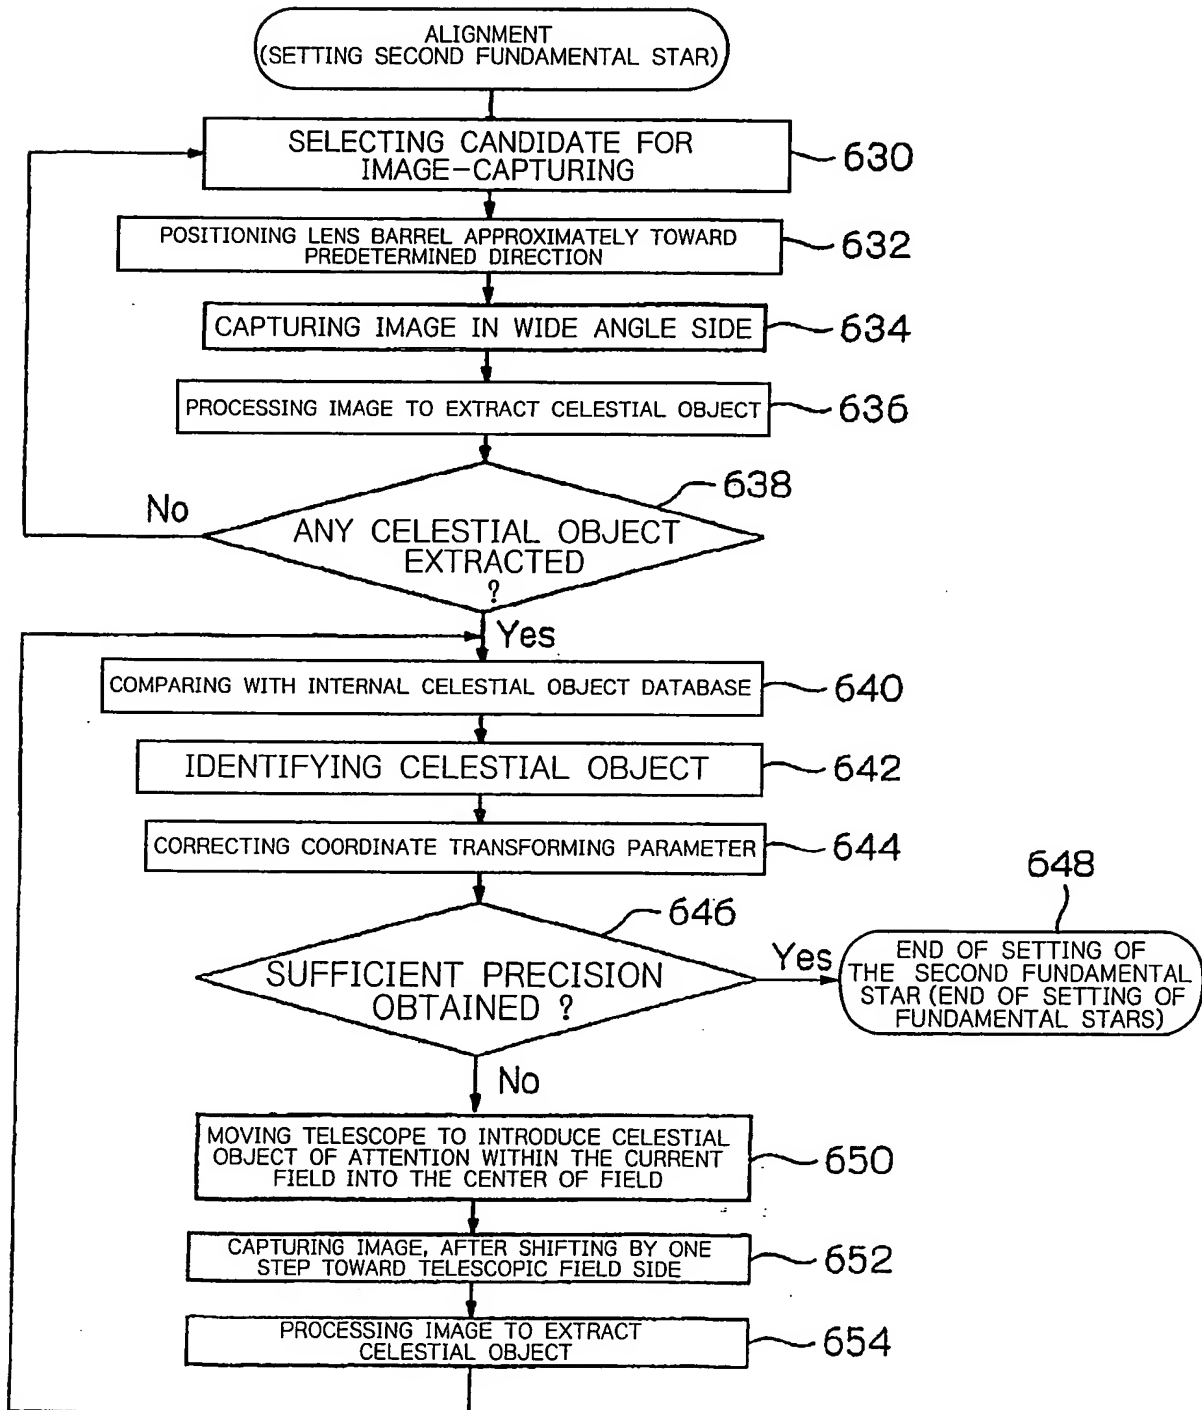 ALIGNMENT
(SETTING SECOND FUNDAMENTAL STAR)
SELECTING CANDIDATE FOR
IMAGE-CAPTURING
630
POSITIONING LENS BARREL APPROXIMATELY TOWARD
PREDETERMINED DIRECTION
632
CAPTURING IMAGE IN WIDE ANGLE SIDE
634
PROCESSING IMAGE TO EXTRACT CELESTIAL OBJECT
636
638
No
ANY CELESTIAL OBJECT
EXTRACTED
?
Yes
COMPARING WITH INTERNAL CELESTIAL OBJECT DATABASE
640
IDENTIFYING CELESTIAL OBJECT
642
CORRECTING COORDINATE TRANSFORMING PARAMETER
644
646
SUFFICIENT PRECISION
OBTAINED ?
Yes
648
END OF SETTING OF
THE SECOND FUNDAMENTAL
STAR (END OF SETTING OF
FUNDAMENTAL STARS)
No
MOVING TELESCOPE TO INTRODUCE CELESTIAL
OBJECT OF ATTENTION WITHIN THE CURRENT
FIELD INTO THE CENTER OF FIELD
650
CAPTURING IMAGE, AFTER SHIFTING BY ONE
STEP TOWARD TELESCOPIC FIELD SIDE
652
PROCESSING IMAGE TO EXTRACT
CELESTIAL OBJECT
654